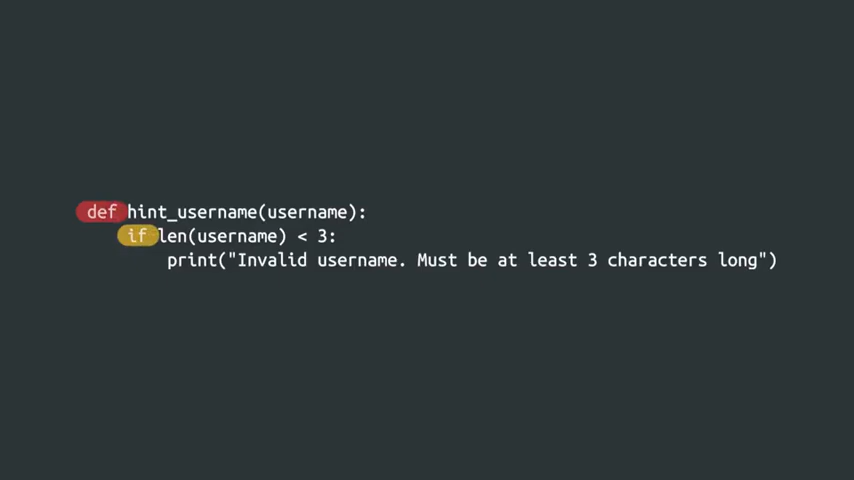 def hint_username(username):
    if len(username) < 3:
        print("Invalid username. Must be at least 3 characters long")